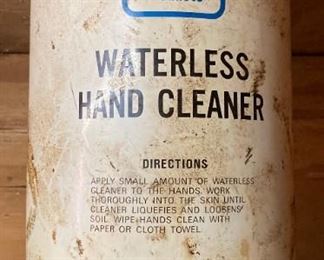 WATERLESS
HAND CLEANER
DIRECTIONS
APPLY SMALL AMOUNT OF WATERLESS
CLEANER TO THE HANDS. WORK
THOROUGHLY INTO THE SKIN UNTIL
CLEANER LIQUEFIES AND LOOSENS
SOIL. WIPE HANDS CLEAN WITH
PAPER OR CLOTH TOWEL.